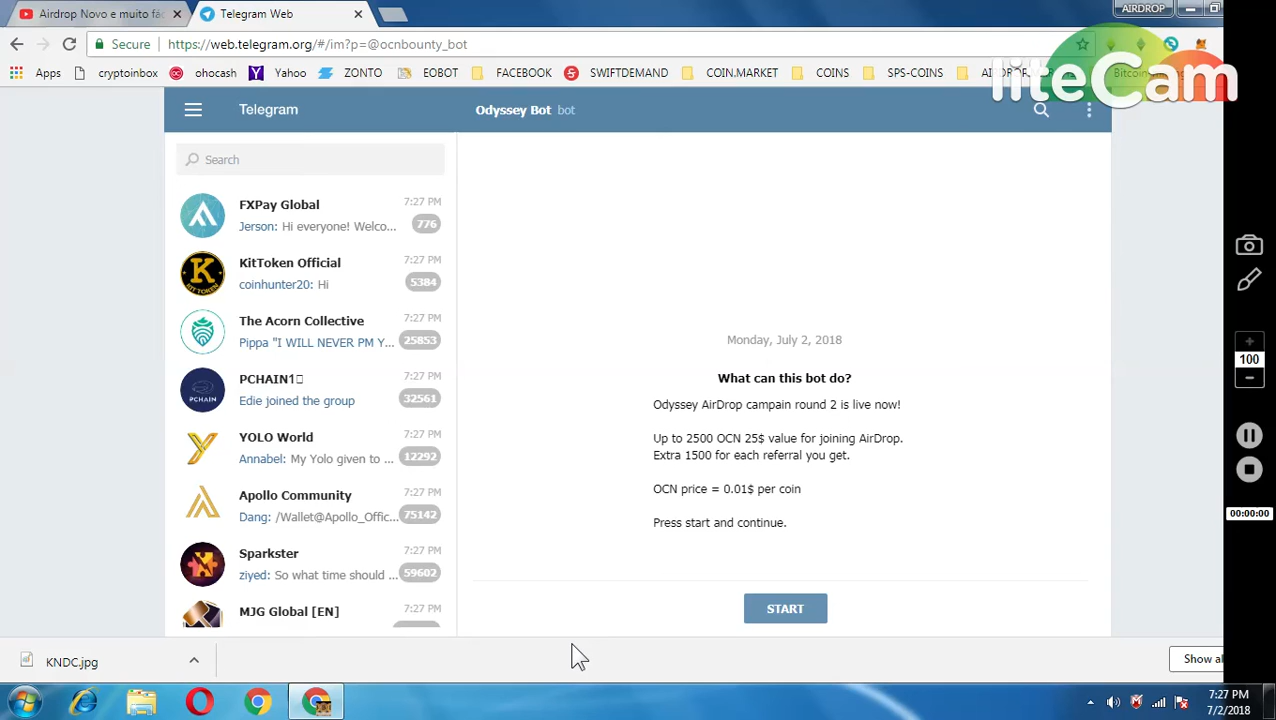 Airdrop Novo e muito fác
Telegram Web
AIRDROP
Secure
https://web.telegram.org/#/im?p=@ocnbounty_bot
Apps
cryptoinbox
ohocash
Yahoo
ZONE
EOBOT
FACEBOOK
SWIFTDEMAND
COIN.MARKET
COINS
SPS-COINS
liteCam
Telegram
Odyssey Bot bot
Search
FXPay Global
7:27 PM
Jerson: Hi everyone! Welco...
776
KitToken Official
7:27 PM
coinhunter20: Hi
5384
The Acorn Collective
7:27 PM
Pippa "I WILL NEVER PM Y...
25853
PCHAIN
PCHAIN1
7:27 PM
Edie joined the group
32561
YOLO World
7:27 PM
Annabel: My Yolo given to ...
12292
Apollo Community
7:27 PM
Dang: /Wallet@Apollo_Offic...
75142
Sparkster
7:27 PM
ziyed: So what time should ...
59602
MJG Global [EN]
7:27 PM
Monday, July 2, 2018
What can this bot do?
Odyssey AirDrop campain round 2 is live now!
Up to 2500 OCN 25$ value for joining AirDrop.
Extra 1500 for each referral you get.
OCN price = 0.01$ per coin
Press start and continue.
START
100
00:00:00
KNDC.jpg
Show al
7:27 PM
7/2/2018